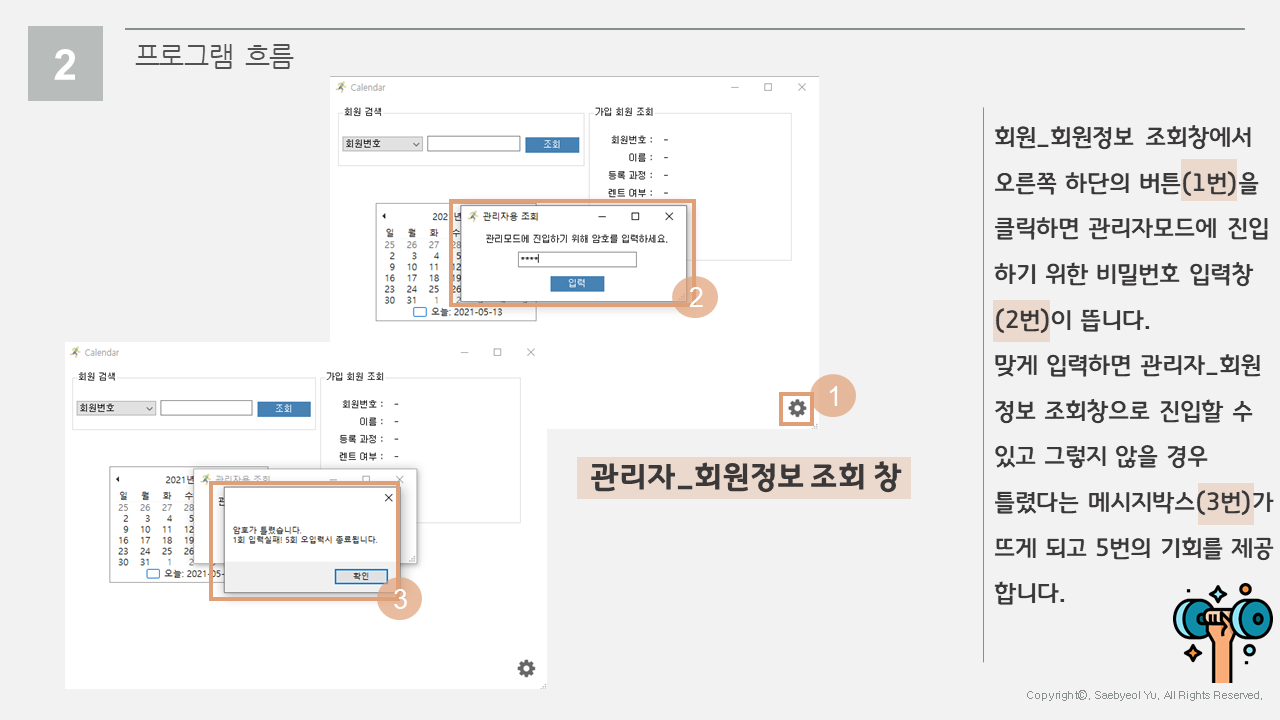 2
프로그램 흐름
Calendar
회원 검색
회원번호
조회
가입 회원 조회
회원번호 : -
이름 : -
등록 과정 : -
렌트 여부 : -
2021년
일 월 화 수
25 26 27 28
2 3 4 5
9 10 11 12
16 17 18 19
23 24 25 26
30 31 1 2
오늘: 2021-05-13
관리자용 조회
관리모드에 진입하기 위해 암호를 입력하세요.
****
입력
2
1
Calendar
회원 검색
회원번호
조회
가입 회원 조회
회원번호 : -
이름 : -
등록 과정 : -
렌트 여부 : -
2021년
일 월 화 수
25 26 27 28
2 3 4 5
9 10 11 12
16 17 18 19
23 24 25 26
30 31 1 2
오늘: 2021-05-
관리자용 조회
암호가 틀렸습니다.
1회 입력실패! 5회 오입력시 종료됩니다.
확인
3
관리자_회원정보 조회 창
회원_회원정보 조회창에서
오른쪽 하단의 버튼(1번)을
클릭하면 관리자모드에 진입
하기 위한 비밀번호 입력창
(2번)이 뜹니다.
맞게 입력하면 관리자_회원
정보 조회창으로 진입할 수
있고 그렇지 않을 경우
틀렸다는 메시지박스(3번)가
뜨게 되고 5번의 기회를 제공
합니다.
Copyright©. Saebyeol Yu. All Rights Reserved.